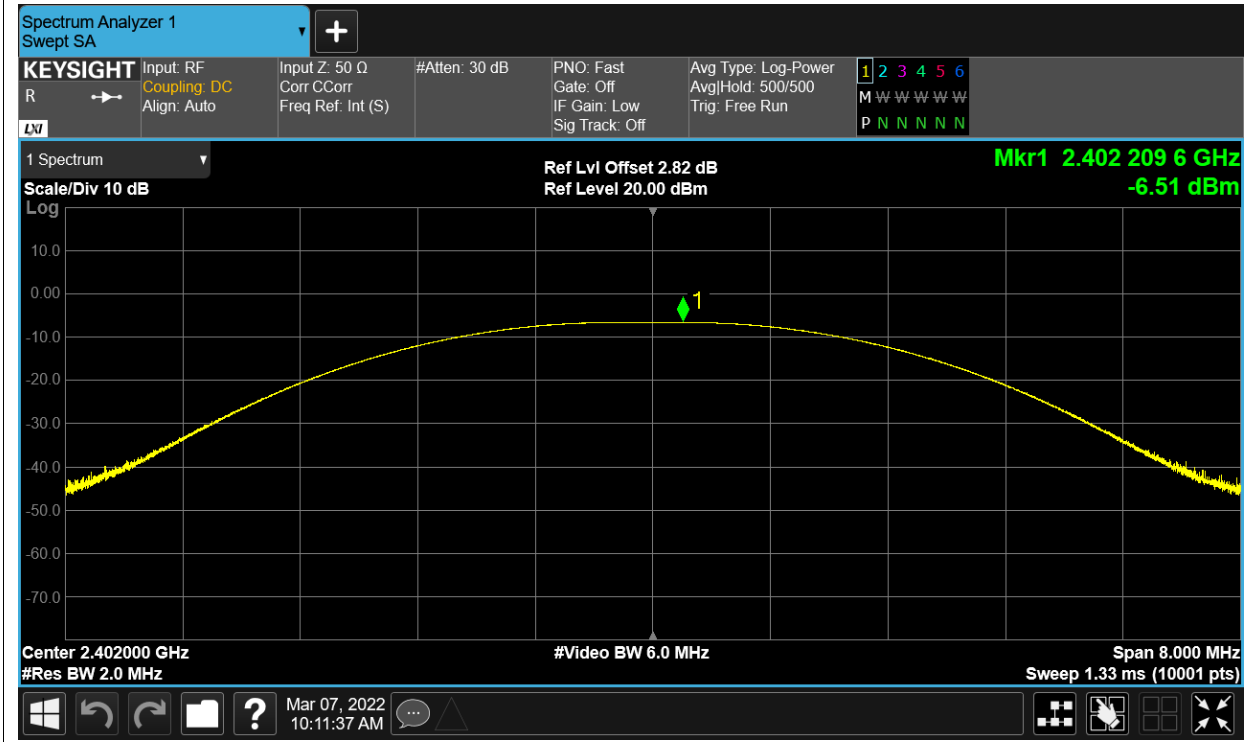 Spectrum Analyzer 1
Swept SA
KEYSIGHT
R
LXI
Input: RF
Coupling: DC
Align: Auto
Input Z: 50 Ω
Corr CCorr
Freq Ref: Int (S)
#Atten: 30 dB
PNO: Fast
Gate: Off
IF Gain: Low
Sig Track: Off
Avg Type: Log-Power
Avg|Hold: 500/500
Trig: Free Run
1 2 3 4 5 6
M W W W W W
P N N N N N
1 Spectrum
Scale/Div 10 dB
Log
Ref Lvl Offset 2.82 dB
Ref Level 20.00 dBm
Mkr1 2.402 209 6 GHz
-6.51 dBm
10.0
0.00
-10.0
-20.0
-30.0
-40.0
-50.0
-60.0
-70.0
1
Center 2.402000 GHz
#Res BW 2.0 MHz
#Video BW 6.0 MHz
Span 8.000 MHz
Sweep 1.33 ms (10001 pts)
?
Mar 07, 2022
10:11:37 AM